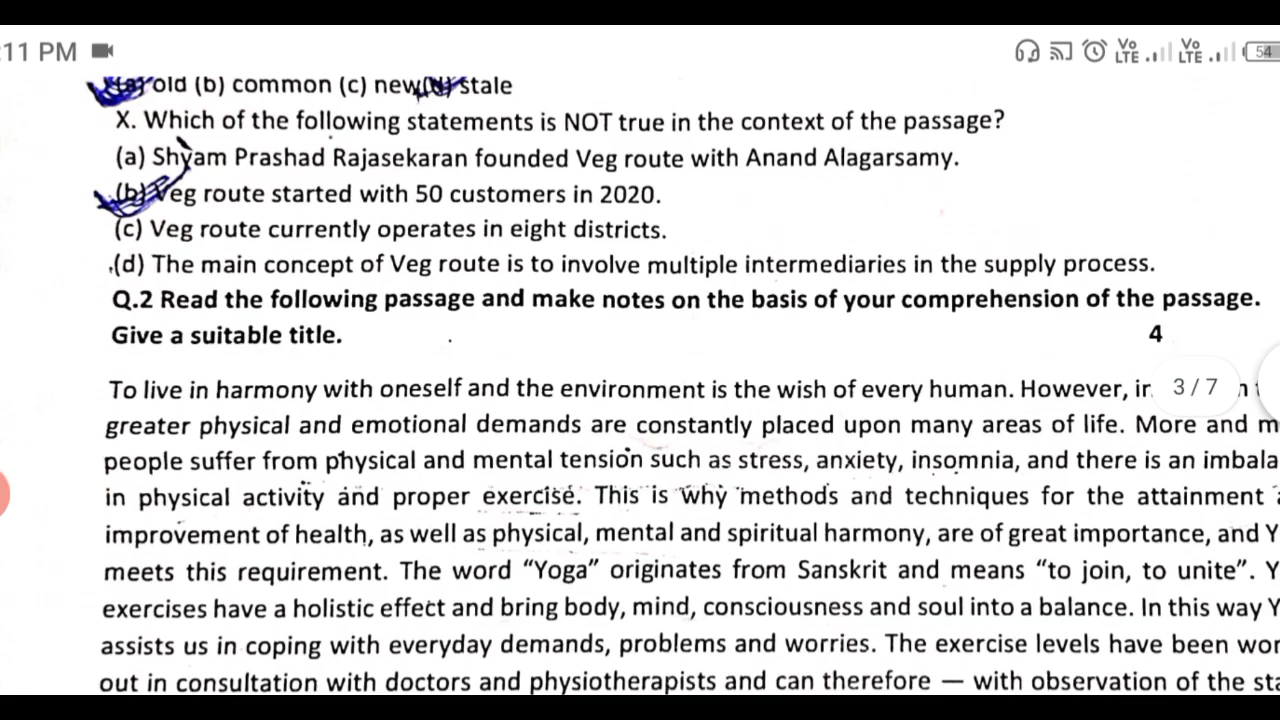 :11 PM
Vo LTE Vo LTE 54
old (b) common (c) new (d) stale
X. Which of the following statements is NOT true in the context of the passage?
(a) Shyam Prashad Rajasekaran founded Veg route with Anand Alagarsamy.
(b) Veg route started with 50 customers in 2020.
(c) Veg route currently operates in eight districts.
(d) The main concept of Veg route is to involve multiple intermediaries in the supply process.
Q.2 Read the following passage and make notes on the basis of your comprehension of the passage.
Give a suitable title. 4
To live in harmony with oneself and the environment is the wish of every human. However,
3 / 7
greater physical and emotional demands are constantly placed upon many areas of life. More and m
people suffer from physical and mental tension such as stress, anxiety, insomnia, and there is an imbala
in physical activity and proper exercise. This is why methods and techniques for the attainment
improvement of health, as well as physical, mental and spiritual harmony, are of great importance, and Y
meets this requirement. The word “Yoga” originates from Sanskrit and means “to join, to unite”. Y
exercises have a holistic effect and bring body, mind, consciousness and soul into a balance. In this way Y
assists us in coping with everyday demands, problems and worries. The exercise levels have been wor
out in consultation with doctors and physiotherapists and can therefore — with observation of the sta